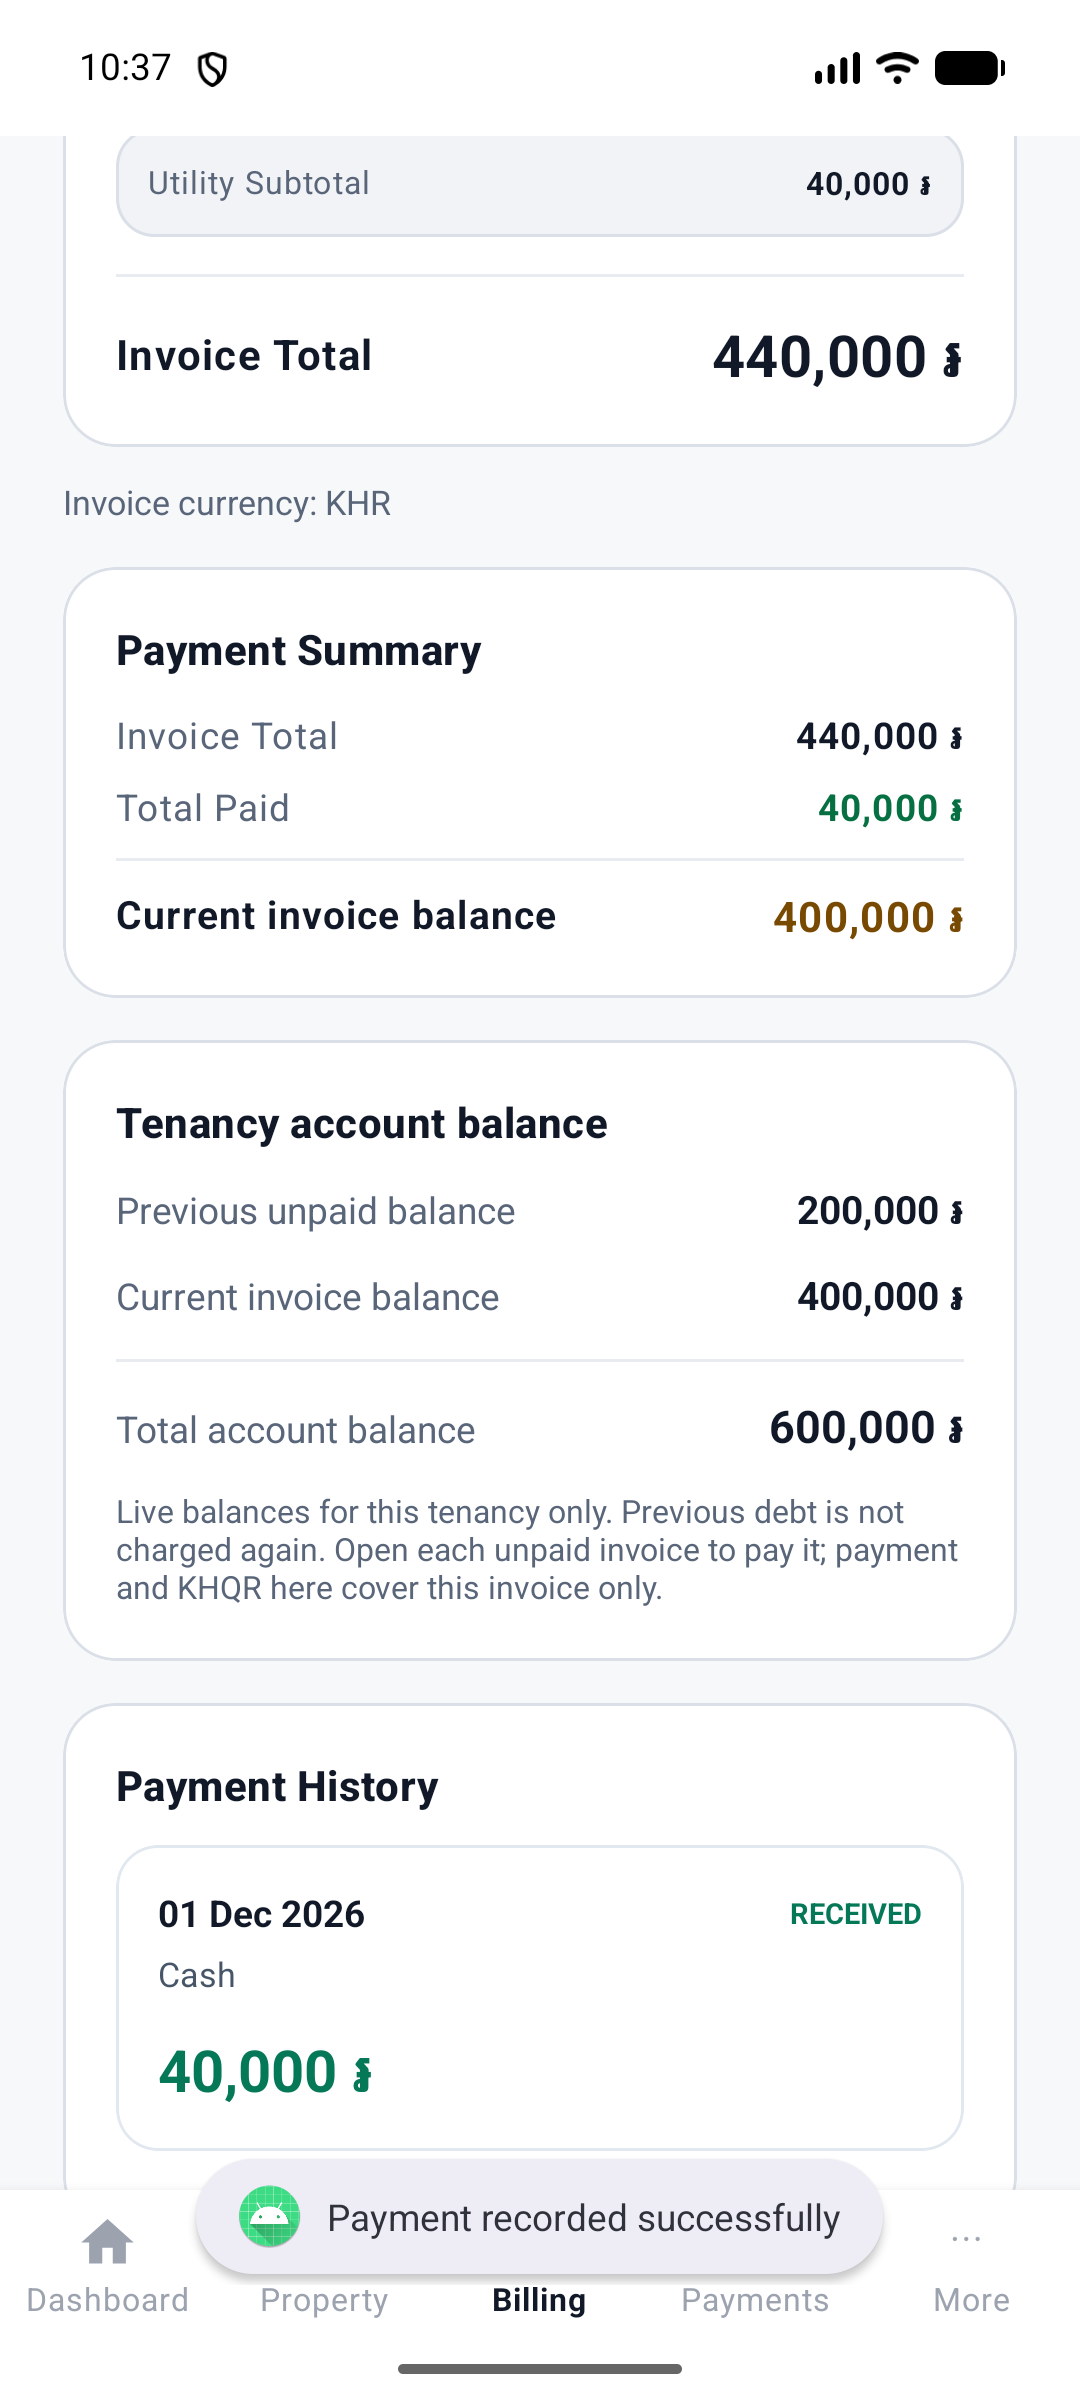 10:37
Utility Subtotal
40,000 ៛
Invoice Total
440,000 ៛
Invoice currency: KHR
Payment Summary
Invoice Total
440,000 ៛
Total Paid
40,000 ៛
Current invoice balance
400,000 ៛
Tenancy account balance
Previous unpaid balance
200,000 ៛
Current invoice balance
400,000 ៛
Total account balance
600,000 ៛
Live balances for this tenancy only. Previous debt is not
charged again. Open each unpaid invoice to pay it; payment
and KHQR here cover this invoice only.
Payment History
01 Dec 2026
RECEIVED
Cash
40,000 ៛
Payment recorded successfully
Dashboard
Property
Billing
Payments
More